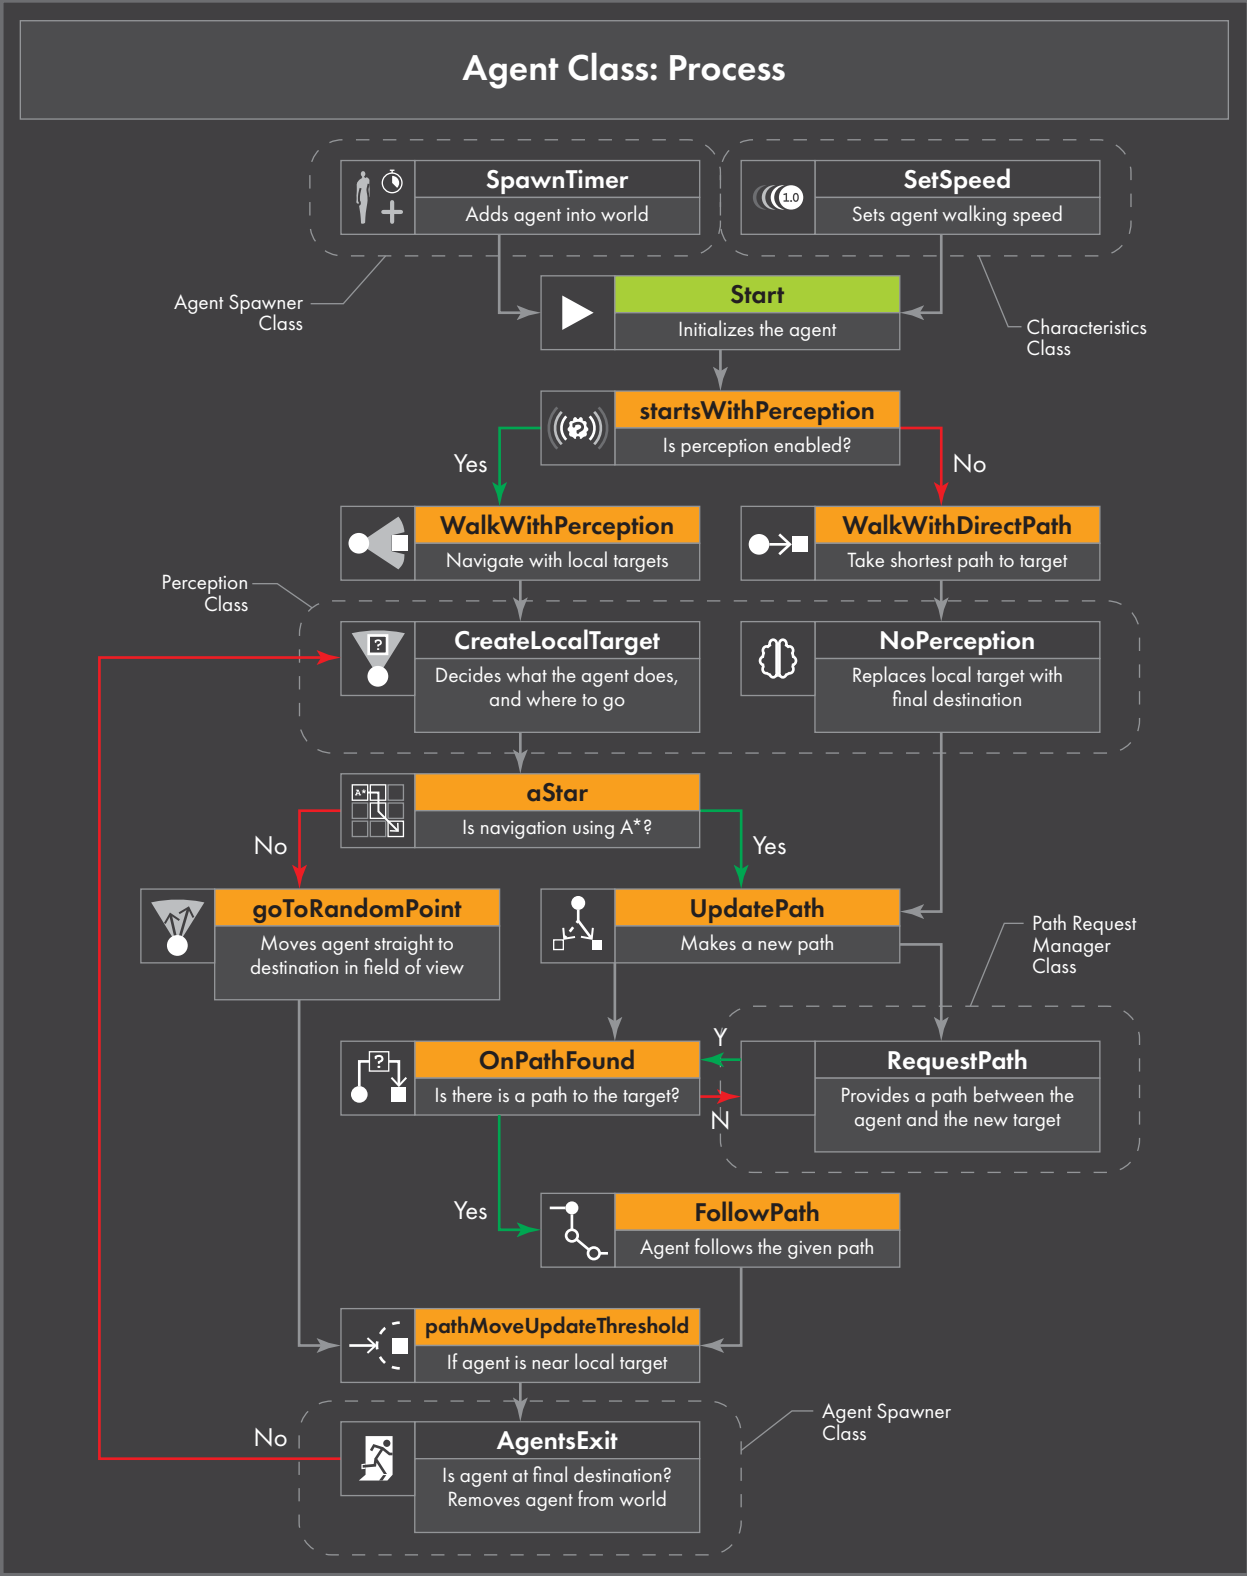 Agent Class: Process
SpawnTimer
Adds agent into world
1.0
SetSpeed
Sets agent walking speed
Agent Spawner
Class
Start
Initializes the agent
Characteristics
Class
startsWithPerception
Is perception enabled?
Yes
No
WalkWithPerception
Navigate with local targets
WalkWithDirectPath
Take shortest path to target
Perception
Class
?
CreateLocalTarget
Decides what the agent does,
and where to go
NoPerception
Replaces local target with
final destination
A*
aStar
Is navigation using A*?
No
Yes
goToRandomPoint
Moves agent straight to
destination in field of view
UpdatePath
Makes a new path
Path Request
Manager
Class
?
OnPathFound
Is there is a path to the target?
Y
N
RequestPath
Provides a path between the
agent and the new target
Yes
FollowPath
Agent follows the given path
pathMoveUpdateThreshold
If agent is near local target
Agent Spawner
Class
No
AgentsExit
Is agent at final destination?
Removes agent from world